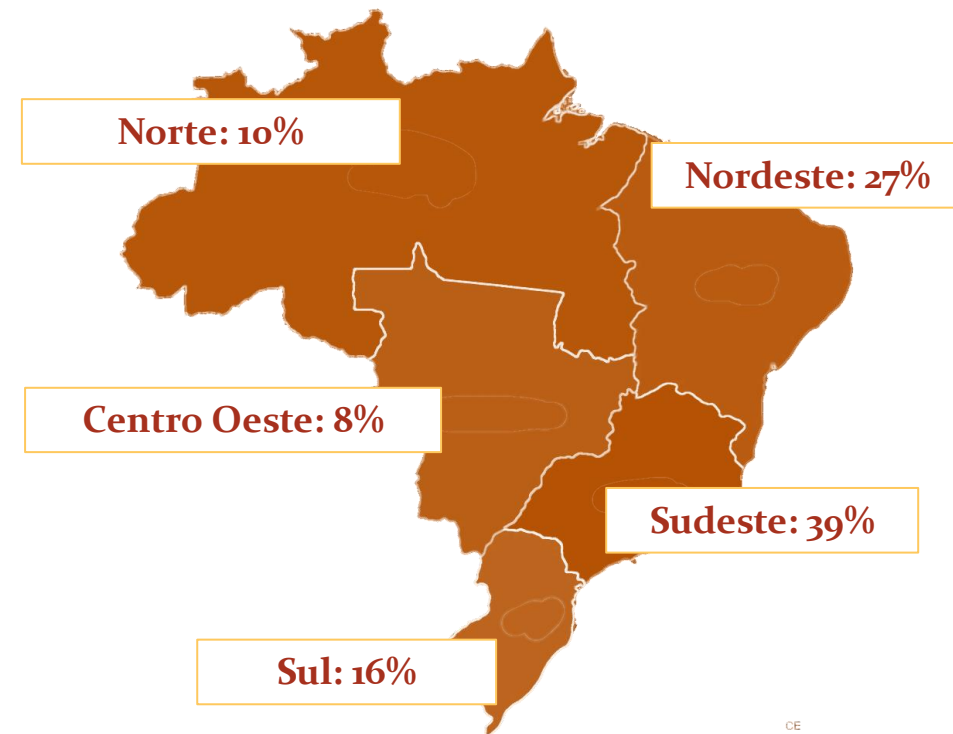 Norte: 10%
Nordeste: 27%
Centro Oeste: 8%
Sudeste: 39%
Sul: 16%
CE